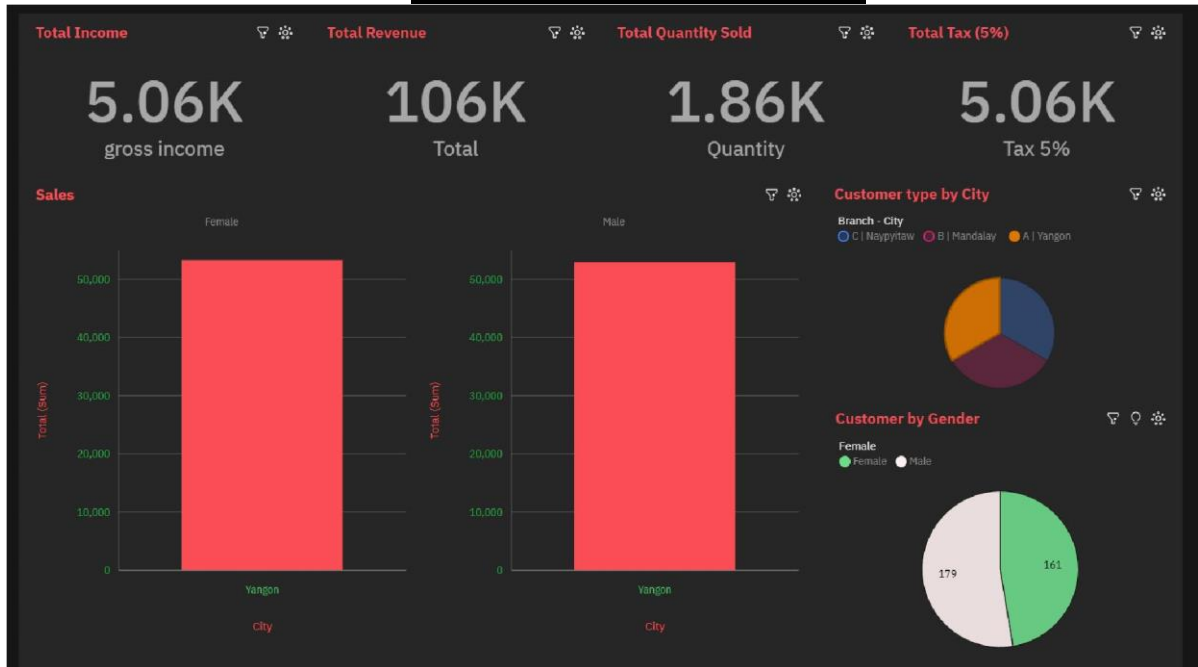 Total Income
Total Revenue
Total Quantity Sold
Total Tax (5%)
5.06K
106K
1.86K
5.06K
gross income
Total
Quantity
Tax 5%
Sales
Female
Male
Total (Sum)
50,000
40,000
30,000
20,000
10,000
0
Yangon
City
Total (Sum)
50,000
40,000
30,000
20,000
10,000
0
Yangon
City
Customer type by City
Branch - City
C | Naypyitaw B | Mandalay A | Yangon
Customer by Gender
Female
Female Male
179
161